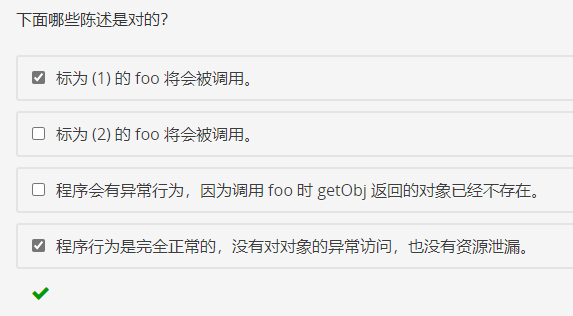 下面哪些陈述是对的?
标为 (1) 的 foo 将会被调用。
标为 (2) 的 foo 将会被调用。
程序会有异常行为，因为调用 foo 时 getObj 返回的对象已经不存在。
程序行为是完全正常的，没有对对象的异常访问，也没有资源泄漏。